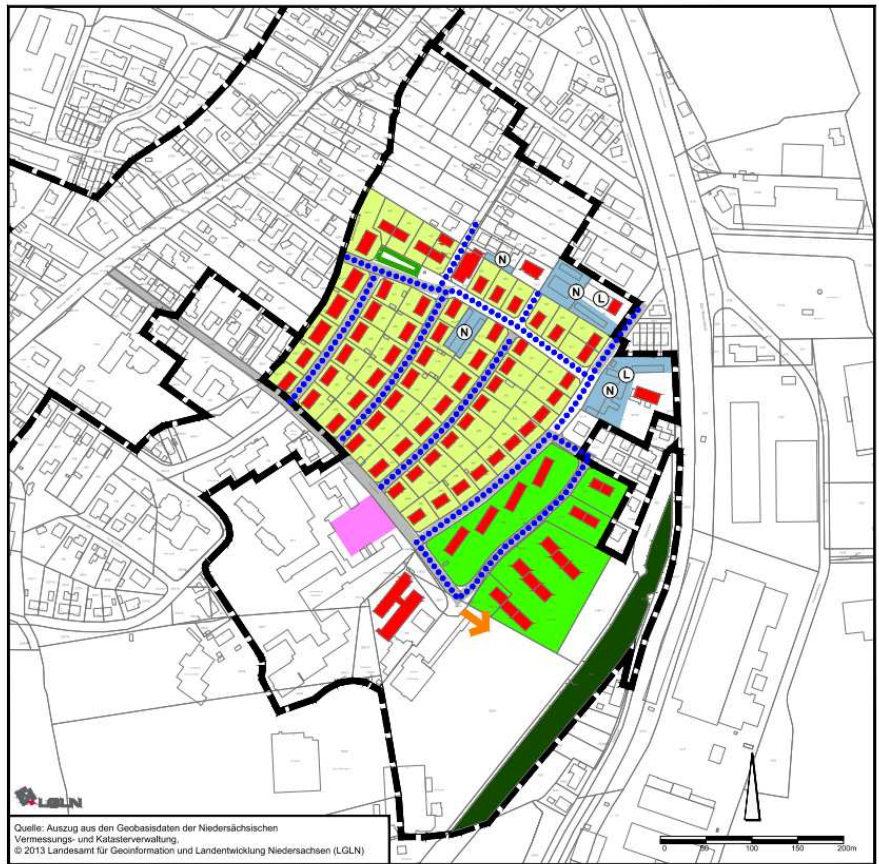 N
N
L
N
L
N
LGLN
Quelle: Auszug aus den Geobasisdaten der Niedersächsischen
Vermessungs- und Katasterverwaltung,
© 2013 Landesamt für Geoinformation und Landentwicklung Niedersachsen (LGLN)
0 50 100 150 200m